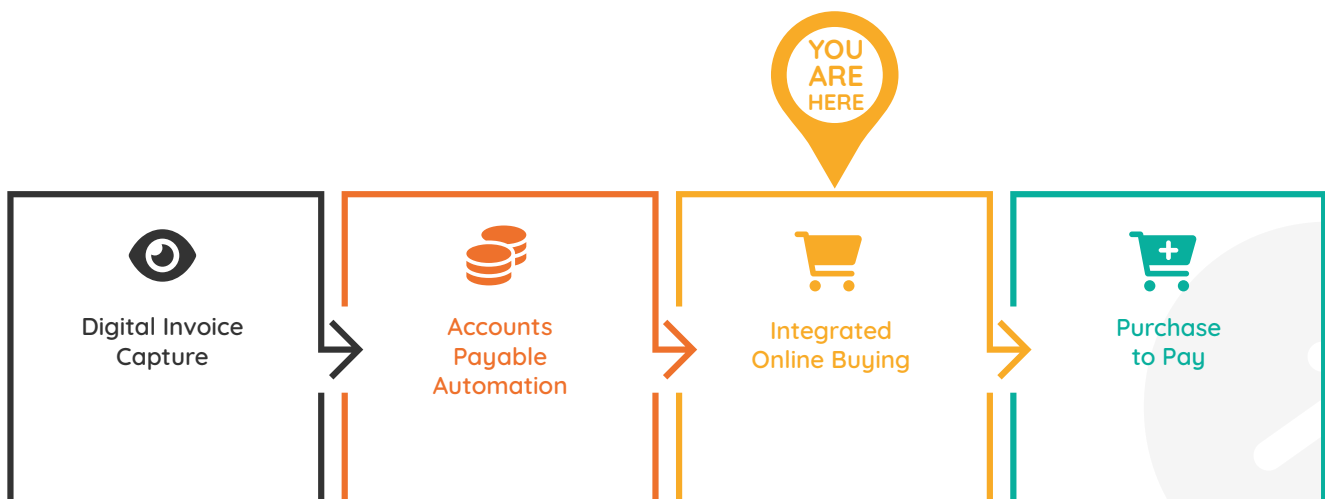 YOU
ARE
HERE
Digital Invoice
Capture
Accounts
Payable
Automation
Integrated
Online Buying
Purchase
to Pay